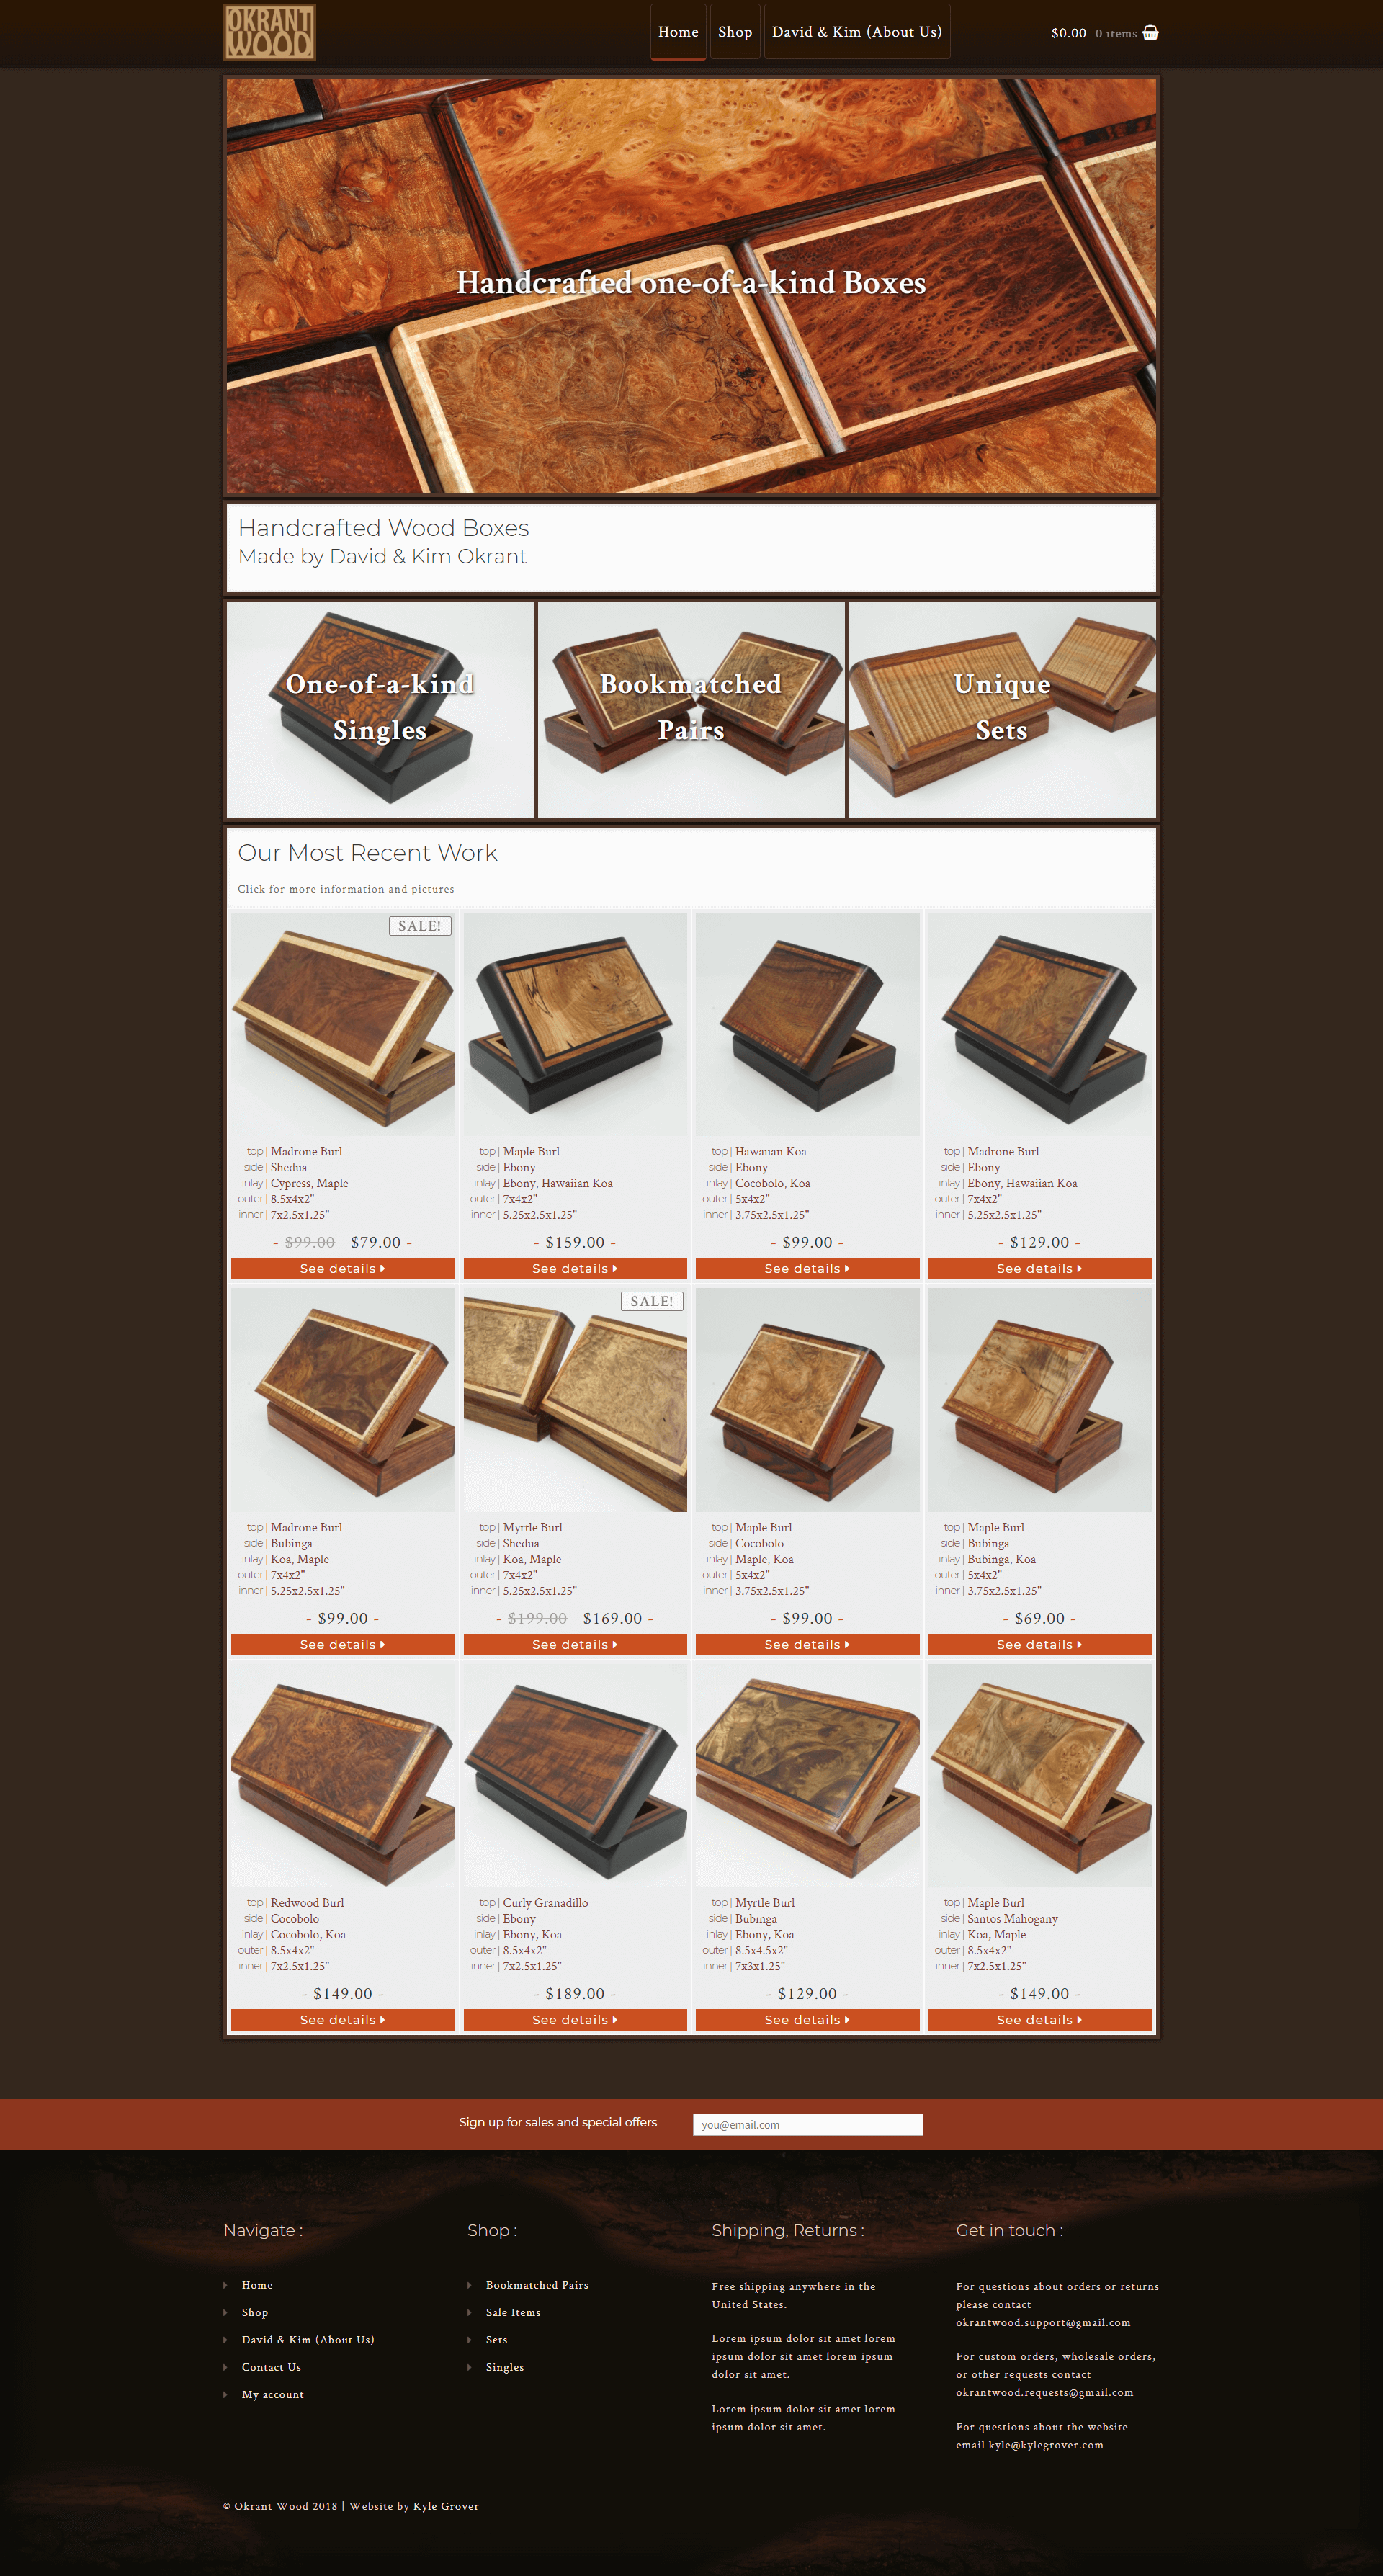 OKRANT
WOOD
Home
Shop
David & Kim (About Us)
$0.00 0 items
Handcrafted one-of-a-kind Boxes
Handcrafted Wood Boxes
Made by David & Kim Okrant
One-of-a-kind
Singles
Bookmatched
Pairs
Unique
Sets
Our Most Recent Work
Click for more information and pictures
SALE!
top | Madrone Burl
side | Shedua
inlay | Cypress, Maple
outer | 8.5x4x2"
inner | 7x2.5x1.25"
- $99.00 $79.00 -
See details
top | Maple Burl
side | Ebony
inlay | Ebony, Hawaiian Koa
outer | 7x4x2"
inner | 5.25x2.5x1.25"
- $159.00 -
See details
top | Hawaiian Koa
side | Ebony
inlay | Cocobolo, Koa
outer | 5x4x2"
inner | 3.75x2.5x1.25"
- $99.00 -
See details
top | Madrone Burl
side | Ebony
inlay | Ebony, Hawaiian Koa
outer | 7x4x2"
inner | 5.25x2.5x1.25"
- $129.00 -
See details
top | Madrone Burl
side | Bubinga
inlay | Koa, Maple
outer | 7x4x2"
inner | 5.25x2.5x1.25"
- $99.00 -
See details
SALE!
top | Myrtle Burl
side | Shedua
inlay | Koa, Maple
outer | 7x4x2"
inner | 5.25x2.5x1.25"
- $199.00 $169.00 -
See details
top | Maple Burl
side | Cocobolo
inlay | Maple, Koa
outer | 5x4x2"
inner | 3.75x2.5x1.25"
- $99.00 -
See details
top | Maple Burl
side | Bubinga
inlay | Bubinga, Koa
outer | 5x4x2"
inner | 3.75x2.5x1.25"
- $69.00 -
See details
top | Redwood Burl
side | Cocobolo
inlay | Cocobolo, Koa
outer | 8.5x4x2"
inner | 7x2.5x1.25"
- $149.00 -
See details
top | Curly Granadillo
side | Ebony
inlay | Ebony, Koa
outer | 8.5x4x2"
inner | 7x2.5x1.25"
- $189.00 -
See details
top | Myrtle Burl
side | Bubinga
inlay | Ebony, Koa
outer | 8.5x4.5x2"
inner | 7x3x1.25"
- $129.00 -
See details
top | Maple Burl
side | Santos Mahogany
inlay | Koa, Maple
outer | 8.5x4x2"
inner | 7x2.5x1.25"
- $149.00 -
See details
Sign up for sales and special offers
you@email.com
Navigate :
Home
Shop
David & Kim (About Us)
Contact Us
My account
Shop :
Bookmatched Pairs
Sale Items
Sets
Singles
Shipping, Returns :
Free shipping anywhere in the
United States.
Lorem ipsum dolor sit amet lorem
ipsum dolor sit amet lorem ipsum
dolor sit amet.
Lorem ipsum dolor sit amet lorem
ipsum dolor sit amet.
Get in touch :
For questions about orders or returns
please contact
okrantwood.support@gmail.com
For custom orders, wholesale orders,
or other requests contact
okrantwood.requests@gmail.com
For questions about the website
email kyle@kylegrover.com
© Okrant Wood 2018 | Website by Kyle Grover